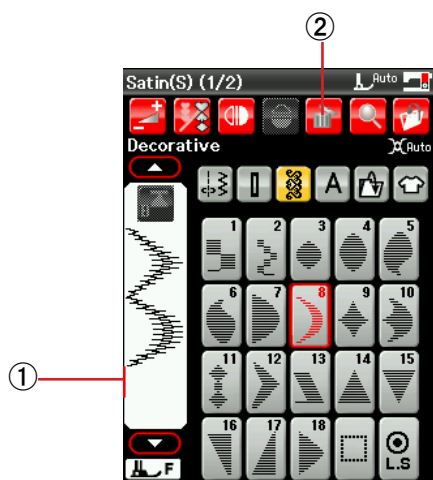 ②
Satin(S) (1/2) Auto
Decorative Auto
A
1 2 3 4 5
6 7 8 9 10
①
11 12 13 14 15
16 17 18
L.S
F